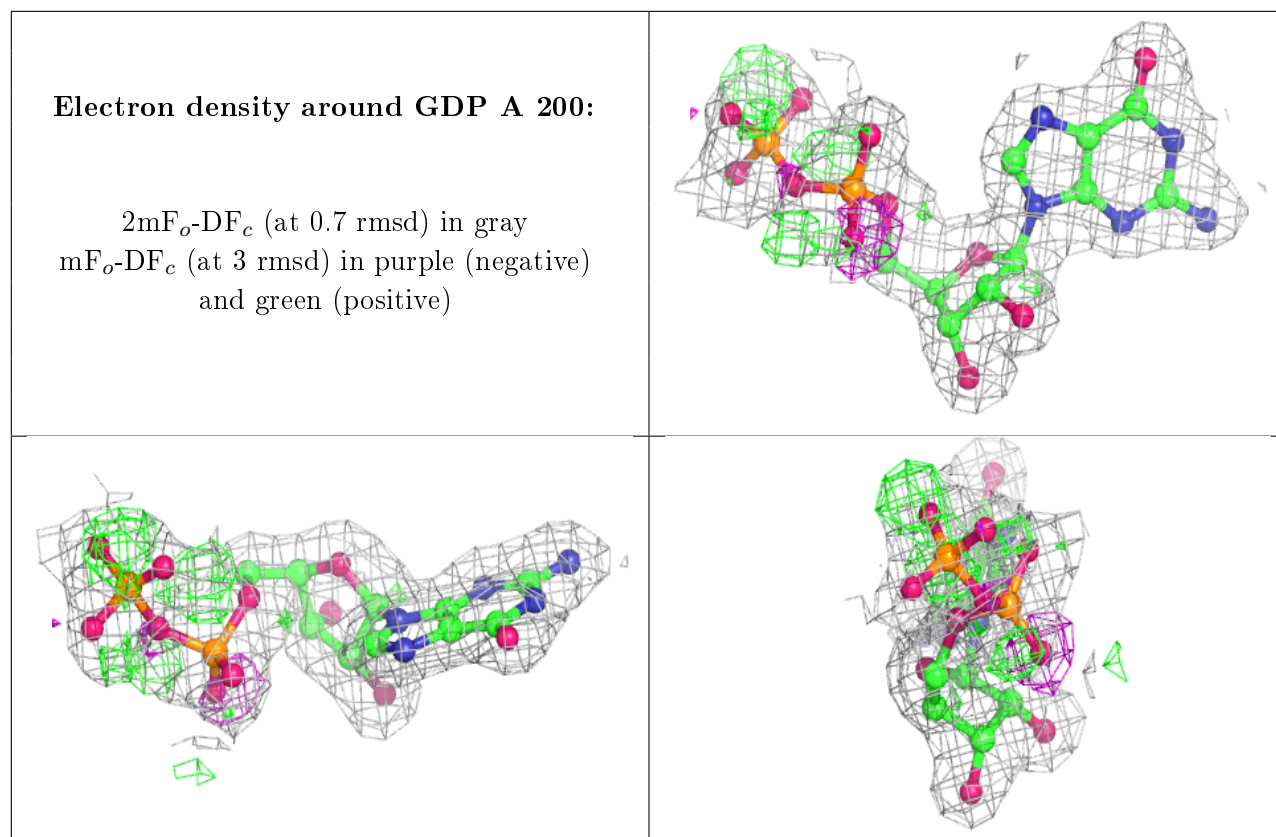 Electron density around GDP A 200:
2mFo-DFc (at 0.7 rmsd) in gray
mFo-DFc (at 3 rmsd) in purple (negative)
and green (positive)